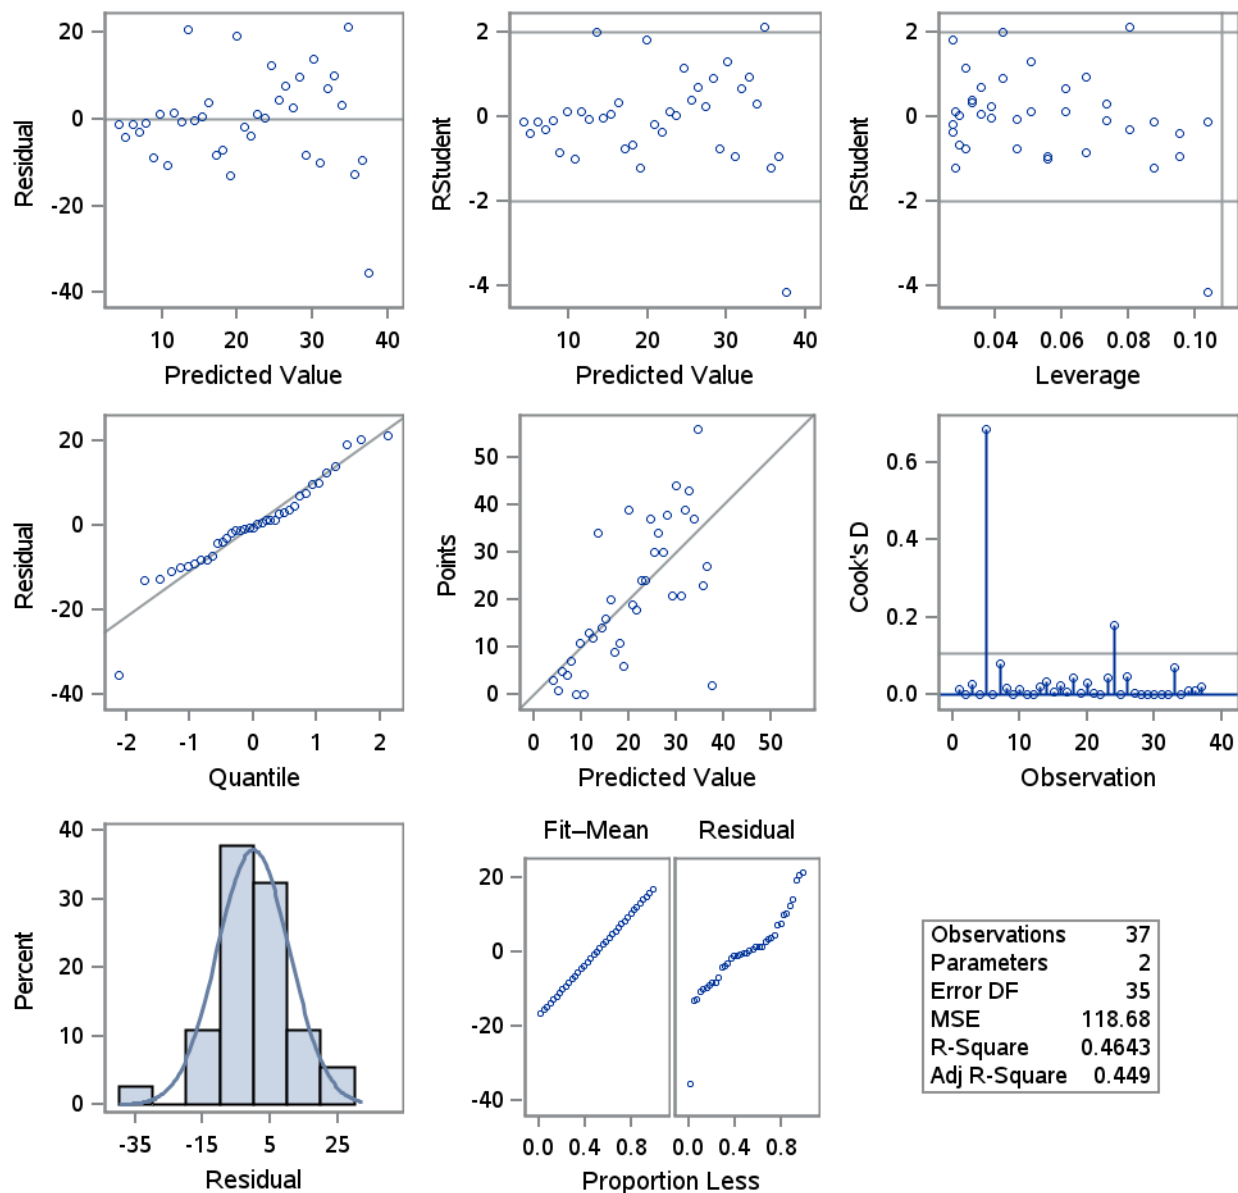 20
0
-20
-40
Residual
10 20 30 40
Predicted Value
2
0
-2
-4
RStudent
10 20 30 40
Predicted Value
2
0
-2
-4
RStudent
0.04 0.06 0.08 0.10
Leverage
20
0
-20
-40
Residual
-2 -1 0 1 2
Quantile
50
40
30
20
10
0
Points
0 10 20 30 40 50
Predicted Value
0.6
0.4
0.2
0.0
Cook's D
0 10 20 30 40
Observation
40
30
20
10
0
Percent
-35 -15 5 25
Residual
Fit–Mean Residual
20
0
-20
-40
0.0 0.4 0.8 0.0 0.4 0.8
Proportion Less
Observations 37
Parameters 2
Error DF 35
MSE 118.68
R-Square 0.4643
Adj R-Square 0.449